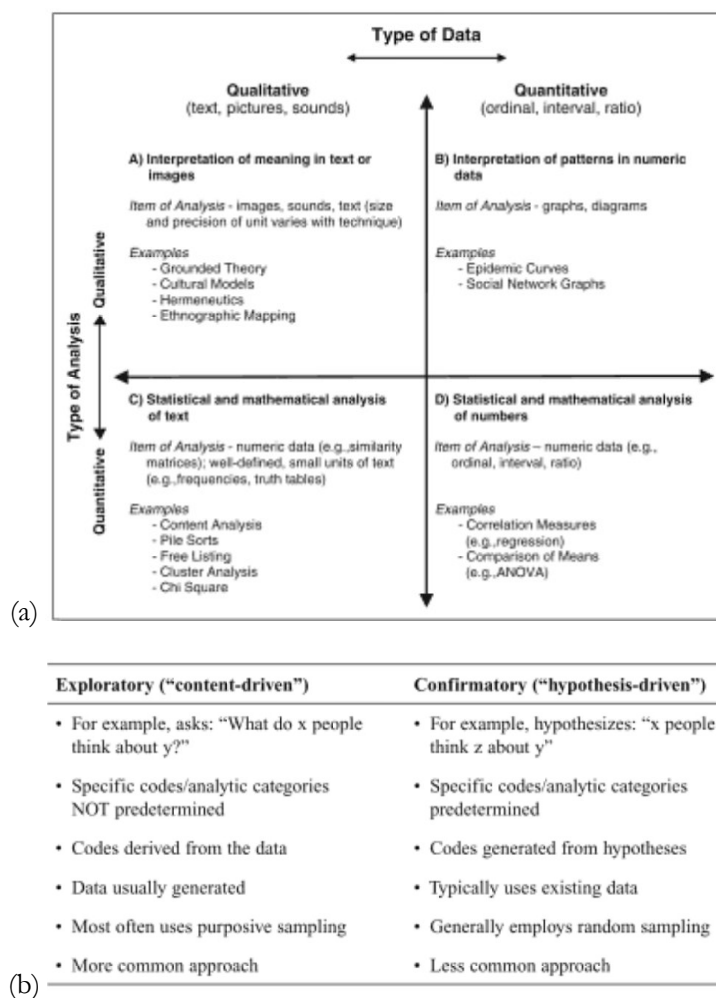 Type of Data
Qualitative
(text, pictures, sounds)
Quantitative
(ordinal, interval, ratio)
Type of Analysis
Qualitative
Quantitative
A) Interpretation of meaning in text or
images
Item of Analysis - images, sounds, text (size
and precision of unit varies with technique)
Examples
- Grounded Theory
- Cultural Models
- Hermeneutics
- Ethnographic Mapping
B) Interpretation of patterns in numeric
data
Item of Analysis - graphs, diagrams
Examples
- Epidemic Curves
- Social Network Graphs
C) Statistical and mathematical analysis
of text
Item of Analysis - numeric data (e.g.,similarity
matrices); well-defined, small units of text
(e.g.,frequencies, truth tables)
Examples
- Content Analysis
- Pile Sorts
- Free Listing
- Cluster Analysis
- Chi Square
D) Statistical and mathematical analysis
of numbers
Item of Analysis – numeric data (e.g.,
ordinal, interval, ratio)
Examples
- Correlation Measures
(e.g.,regression)
- Comparison of Means
(e.g.,ANOVA)
(a)
Exploratory (“content-driven”)
Confirmatory (“hypothesis-driven”)
• For example, asks: “What do x people
think about y?”
• For example, hypothesizes: “x people
think z about y”
• Specific codes/analytic categories
NOT predetermined
• Specific codes/analytic categories
predetermined
• Codes derived from the data
• Codes generated from hypotheses
• Data usually generated
• Typically uses existing data
• Most often uses purposive sampling
• Generally employs random sampling
• More common approach
• Less common approach
(b)